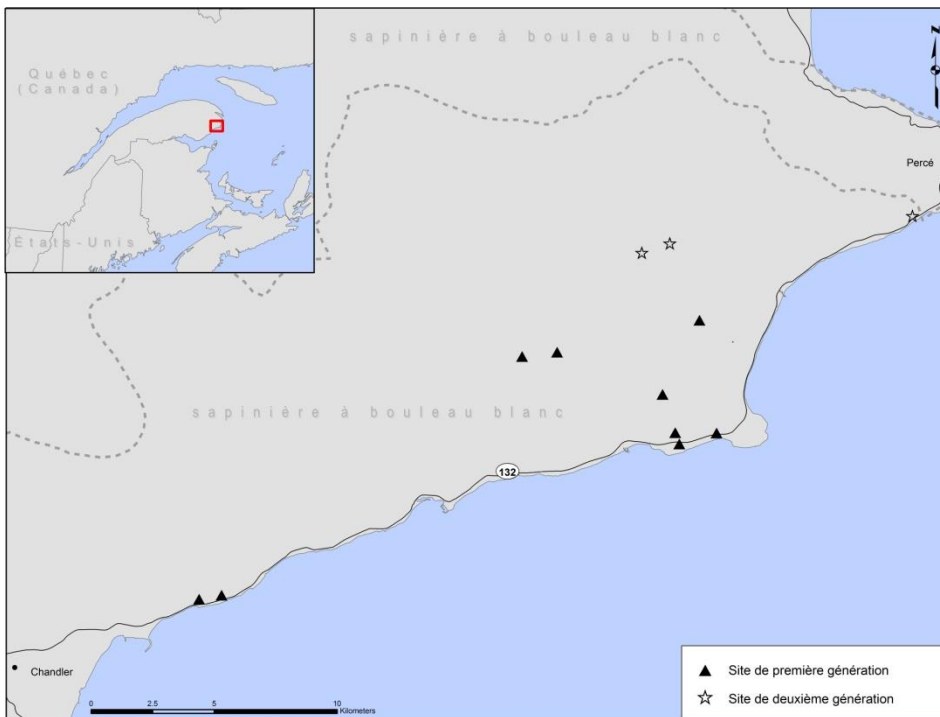 sapinière à bouleau blanc
Québec
(Canada)
États-Unis
N
Percé
sapinière à bouleau blanc
132
Chandler
0 2.5 5 10
Kilometers
Site de première génération
Site de deuxième génération